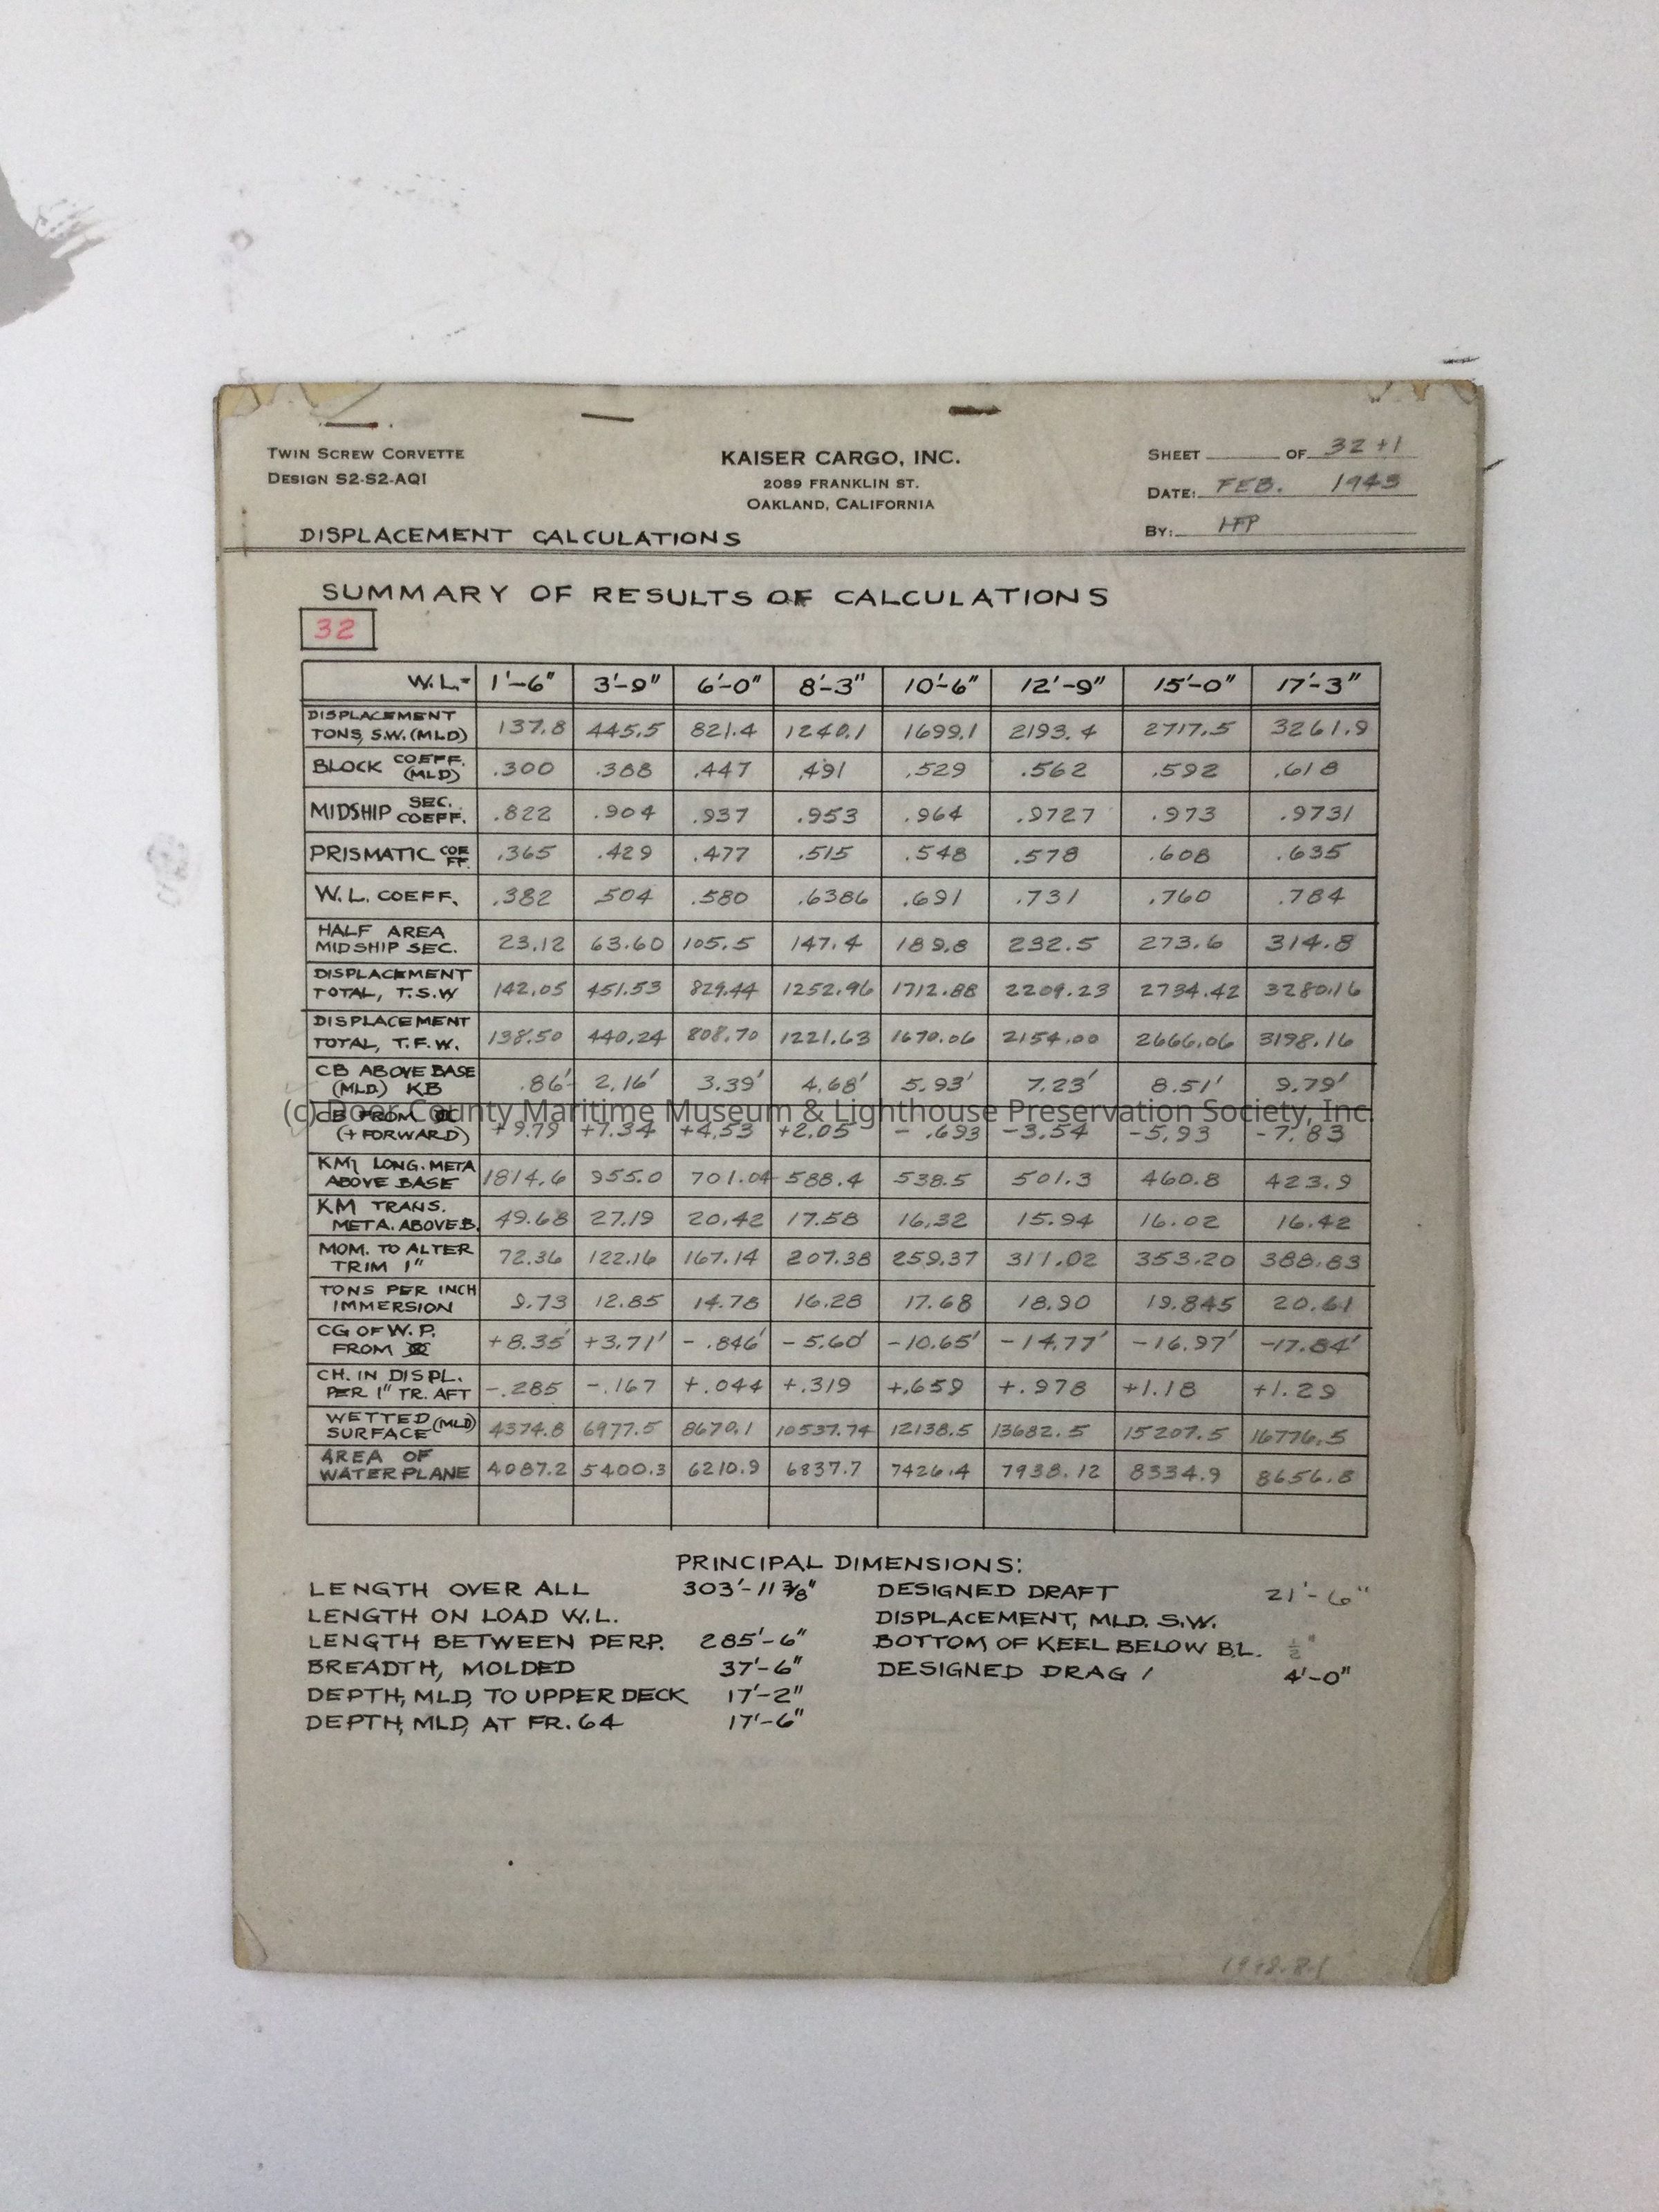 TWIN SCREW CORVETTE
DESIGN S2-S2-AQ1
KAISER CARGO, INC.
2089 FRANKLIN ST.
OAKLAND, CALIFORNIA
SHEET OF 32+1
DATE: FEB. 1943
BY: HFP
DISPLACEMENT CALCULATIONS
SUMMARY OF RESULTS OF CALCULATIONS
32
W.L.= 1'-6" 3'-9" 6'-0" 8'-3" 10'-6" 12'-9" 15'-0" 17'-3"
DISPLACEMENT
TONS, S.W. (MLD) 137.8 445.5 821.4 1240.1 1699.1 2193.4 2717.5 3261.9
BLOCK COEFF. (MLD) .300 .388 .447 .491 .529 .562 .592 .618
MIDSHIP SEC. COEFF. .822 .904 .937 .953 .964 .9727 .973 .9731
PRISMATIC COEFF. .365 .429 .477 .515 .548 .578 .608 .635
W.L. COEFF. .382 .504 .580 .6386 .691 .731 .760 .784
HALF AREA
MIDSHIP SEC. 23.12 63.60 105.5 147.4 189.8 232.5 273.6 314.8
DISPLACEMENT
TOTAL, T.S.W 142.05 451.53 829.44 1252.96 1712.88 2209.23 2734.42 3280.16
DISPLACEMENT
TOTAL, T.F.W. 138.50 440.24 808.70 1221.63 1670.06 2154.00 2666.06 3198.16
CB ABOVE BASE
(MLD.) KB .86' 2.16' 3.39' 4.68' 5.93' 7.23' 8.51' 9.79'
(c) Door County Maritime Museum & Lighthouse Preservation Society, Inc.
CB FROM
(+ FORWARD) +9.79 +7.34 +4.53 +2.05 - .693 -3.54 -5.93 -7.83
KM LONG. META
ABOVE BASE 1814.6 955.0 701.04 588.4 538.5 501.3 460.8 423.9
KM TRANS.
META. ABOVE B. 49.68 27.19 20.42 17.58 16.32 15.94 16.02 16.42
MOM. TO ALTER
TRIM 1" 72.36 122.16 167.14 207.38 259.37 311.02 353.20 388.83
TONS PER INCH
IMMERSION 9.73 12.85 14.78 16.28 17.68 18.90 19.845 20.61
CG OF W.P.
FROM +8.35' +3.71' - .846' -5.60' -10.65' -14.77' -16.97' -17.84'
CH. IN DISPL.
PER 1" TR. AFT -.285 -.167 +.044 +.319 +.659 +.978 +1.18 +1.29
WETTED
SURFACE (MLD) 4374.8 6977.5 8670.1 10537.74 12138.5 13682.5 15207.5 16776.5
AREA OF
WATER PLANE 4087.2 5400.3 6210.9 6837.7 7426.4 7938.12 8334.9 8656.8
PRINCIPAL DIMENSIONS:
LENGTH OVER ALL 303'-11 3/8"
LENGTH ON LOAD W.L.
LENGTH BETWEEN PERP. 285'-6"
BREADTH, MOLDED 37'-6"
DEPTH, MLD, TO UPPER DECK 17'-2"
DEPTH, MLD, AT FR. 64 17'-6"
DESIGNED DRAFT 21'-6"
DISPLACEMENT, MLD. S.W.
BOTTOM OF KEEL BELOW B.L. 1/2"
DESIGNED DRAG / 4'-0"